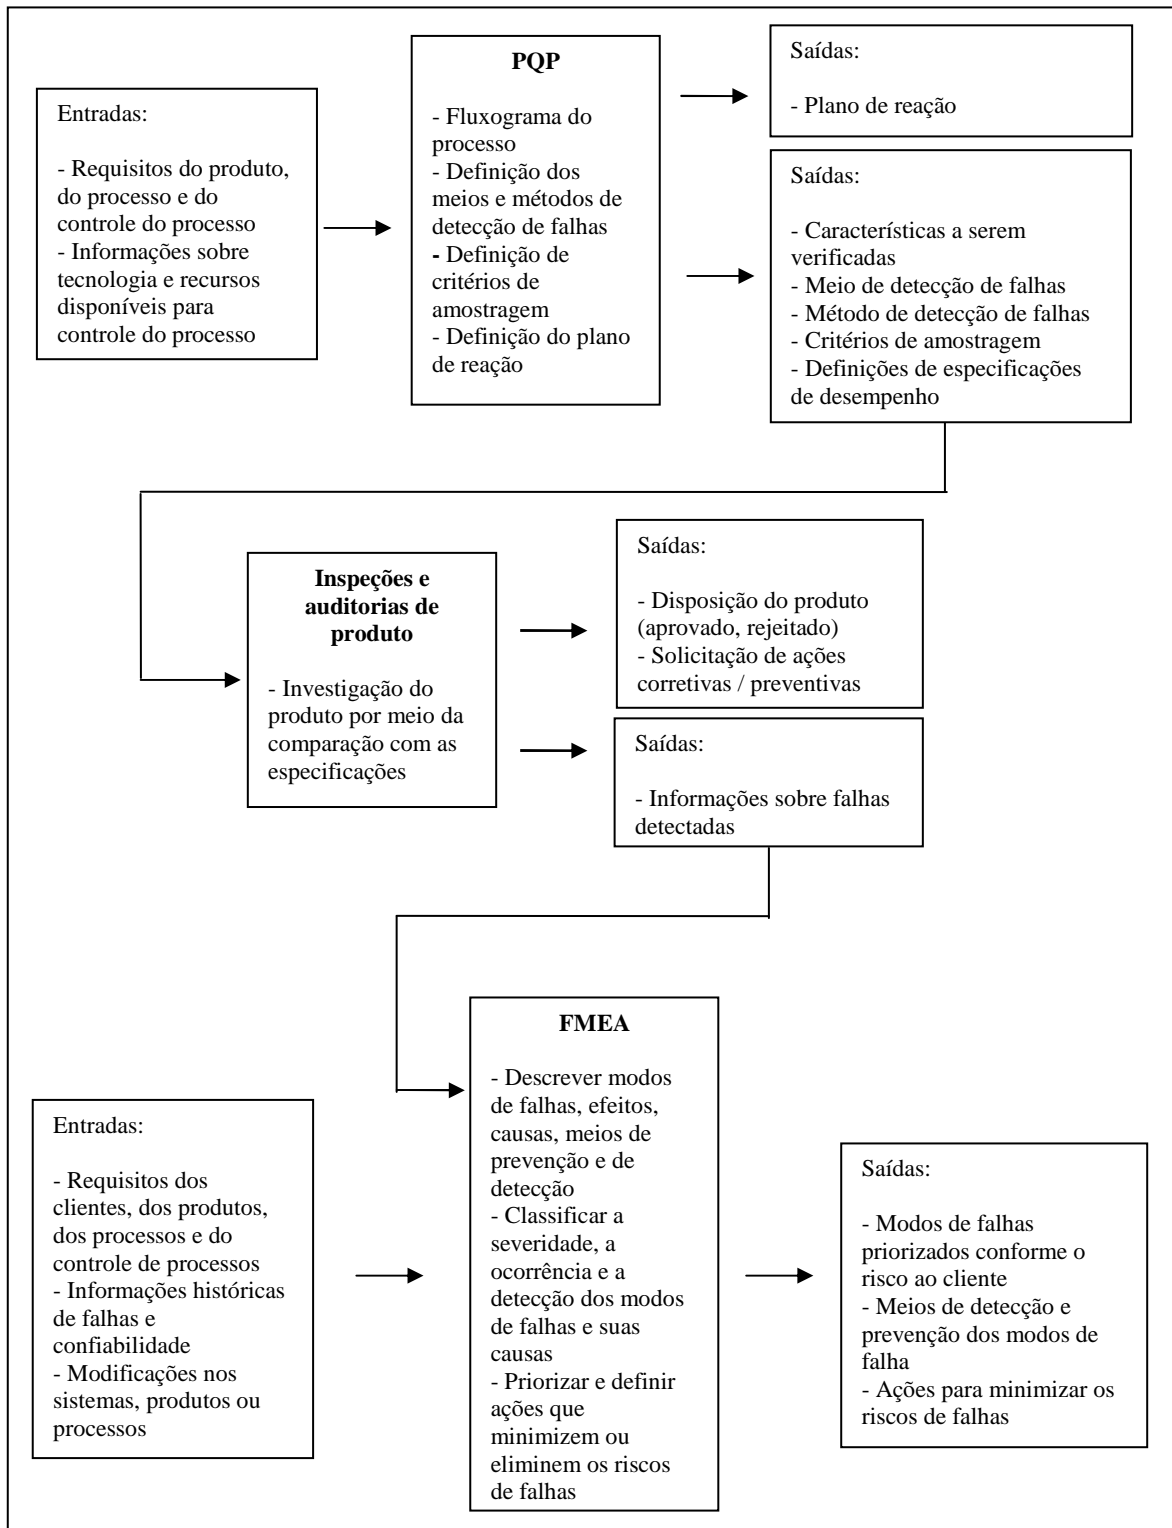 Entradas:
- Requisitos do produto,
do processo e do
controle do processo
- Informações sobre
tecnologia e recursos
disponíveis para
controle do processo
PQP
- Fluxograma do
processo
- Definição dos
meios e métodos de
detecção de falhas
- Definição de
critérios de
amostragem
- Definição do plano
de reação
Saídas:
- Plano de reação
Saídas:
- Características a serem
verificadas
- Meio de detecção de falhas
- Método de detecção de falhas
- Critérios de amostragem
- Definições de especificações
de desempenho
Inspeções e
auditorias de
produto
- Investigação do
produto por meio da
comparação com as
especificações
Saídas:
- Disposição do produto
(aprovado, rejeitado)
- Solicitação de ações
corretivas / preventivas
Saídas:
- Informações sobre falhas
detectadas
Entradas:
- Requisitos dos
clientes, dos produtos,
dos processos e do
controle de processos
- Informações históricas
de falhas e
confiabilidade
- Modificações nos
sistemas, produtos ou
processos
FMEA
- Descrever modos
de falhas, efeitos,
causas, meios de
prevenção e de
detecção
- Classificar a
severidade, a
ocorrência e a
detecção dos modos
de falhas e suas
causas
- Priorizar e definir
ações que
minimizem ou
eliminem os riscos
de falhas
Saídas:
- Modos de falhas
priorizados conforme o
risco ao cliente
- Meios de detecção e
prevenção dos modos de
falha
- Ações para minimizar os
riscos de falhas